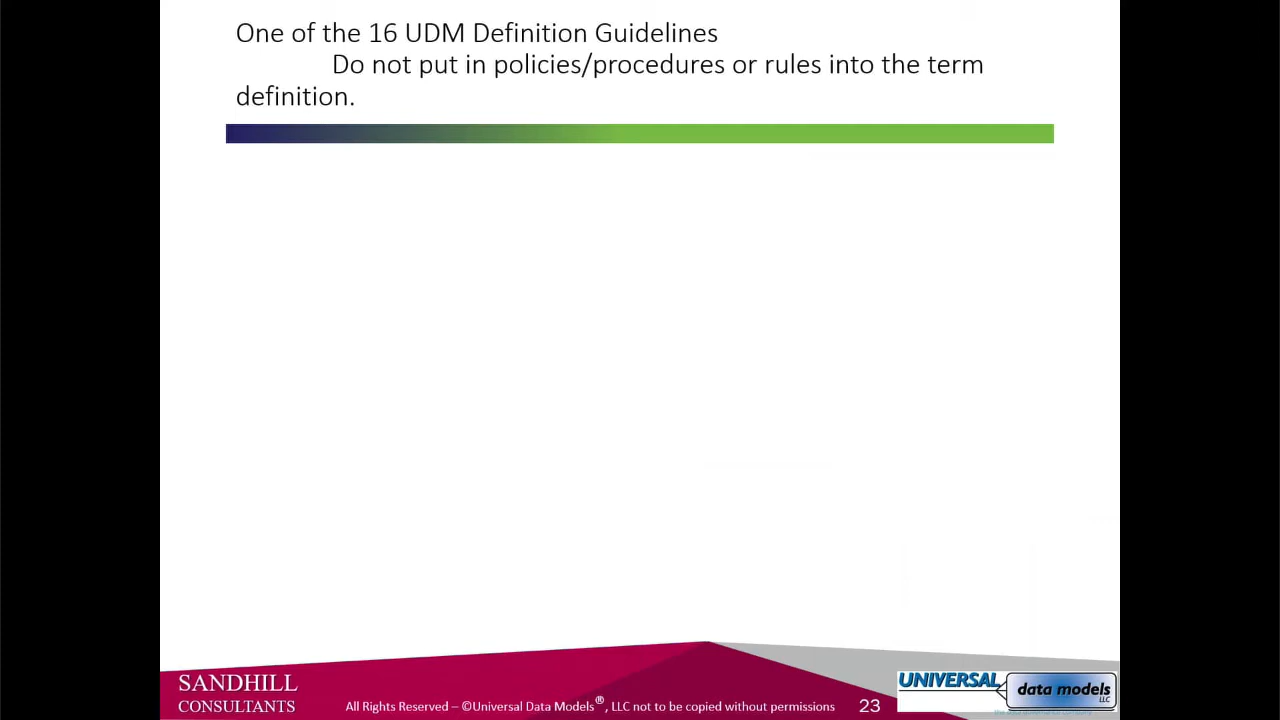 One of the 16 UDM Definition Guidelines
Do not put in policies/procedures or rules into the term
definition.
SANDHILL
CONSULTANTS
All Rights Reserved – ©Universal Data Models®, LLC not to be copied without permissions
23
UNIVERSAL
data models
LLC